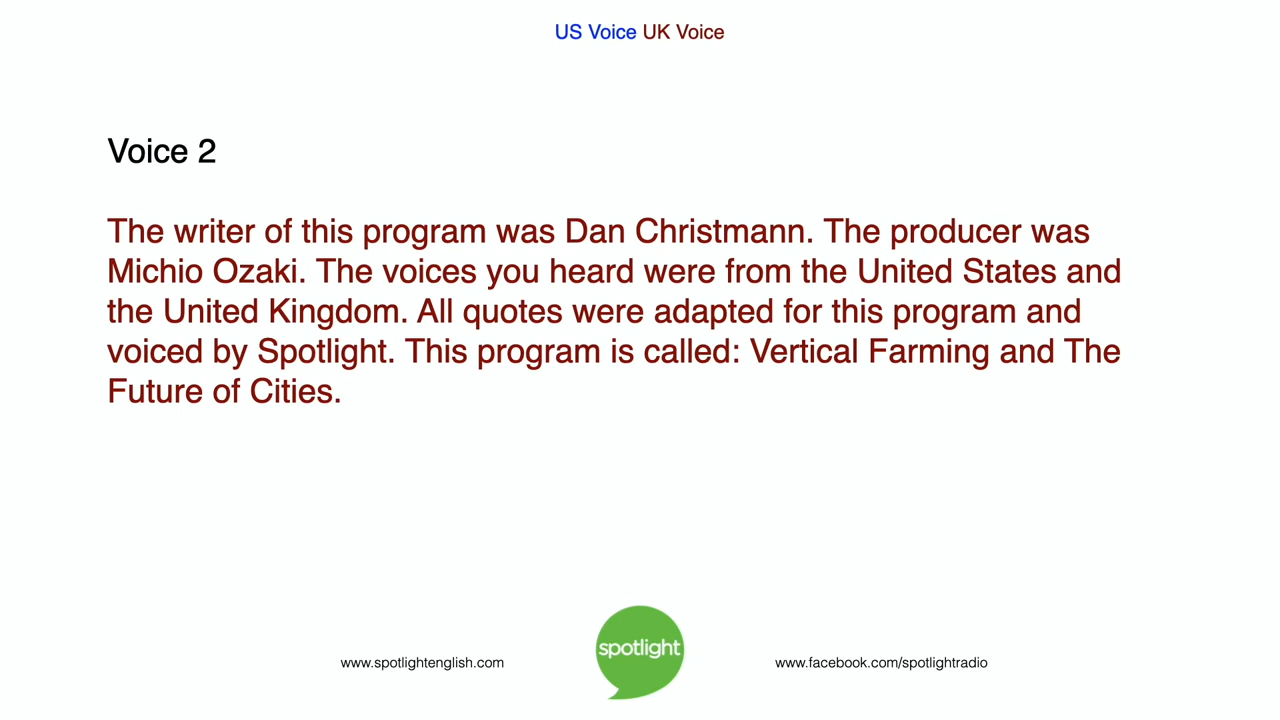 US Voice UK Voice
Voice 2
The writer of this program was Dan Christmann. The producer was
Michio Ozaki. The voices you heard were from the United States and
the United Kingdom. All quotes were adapted for this program and
voiced by Spotlight. This program is called: Vertical Farming and The
Future of Cities.
www.spotlightenglish.com
spotlight
www.facebook.com/spotlightradio